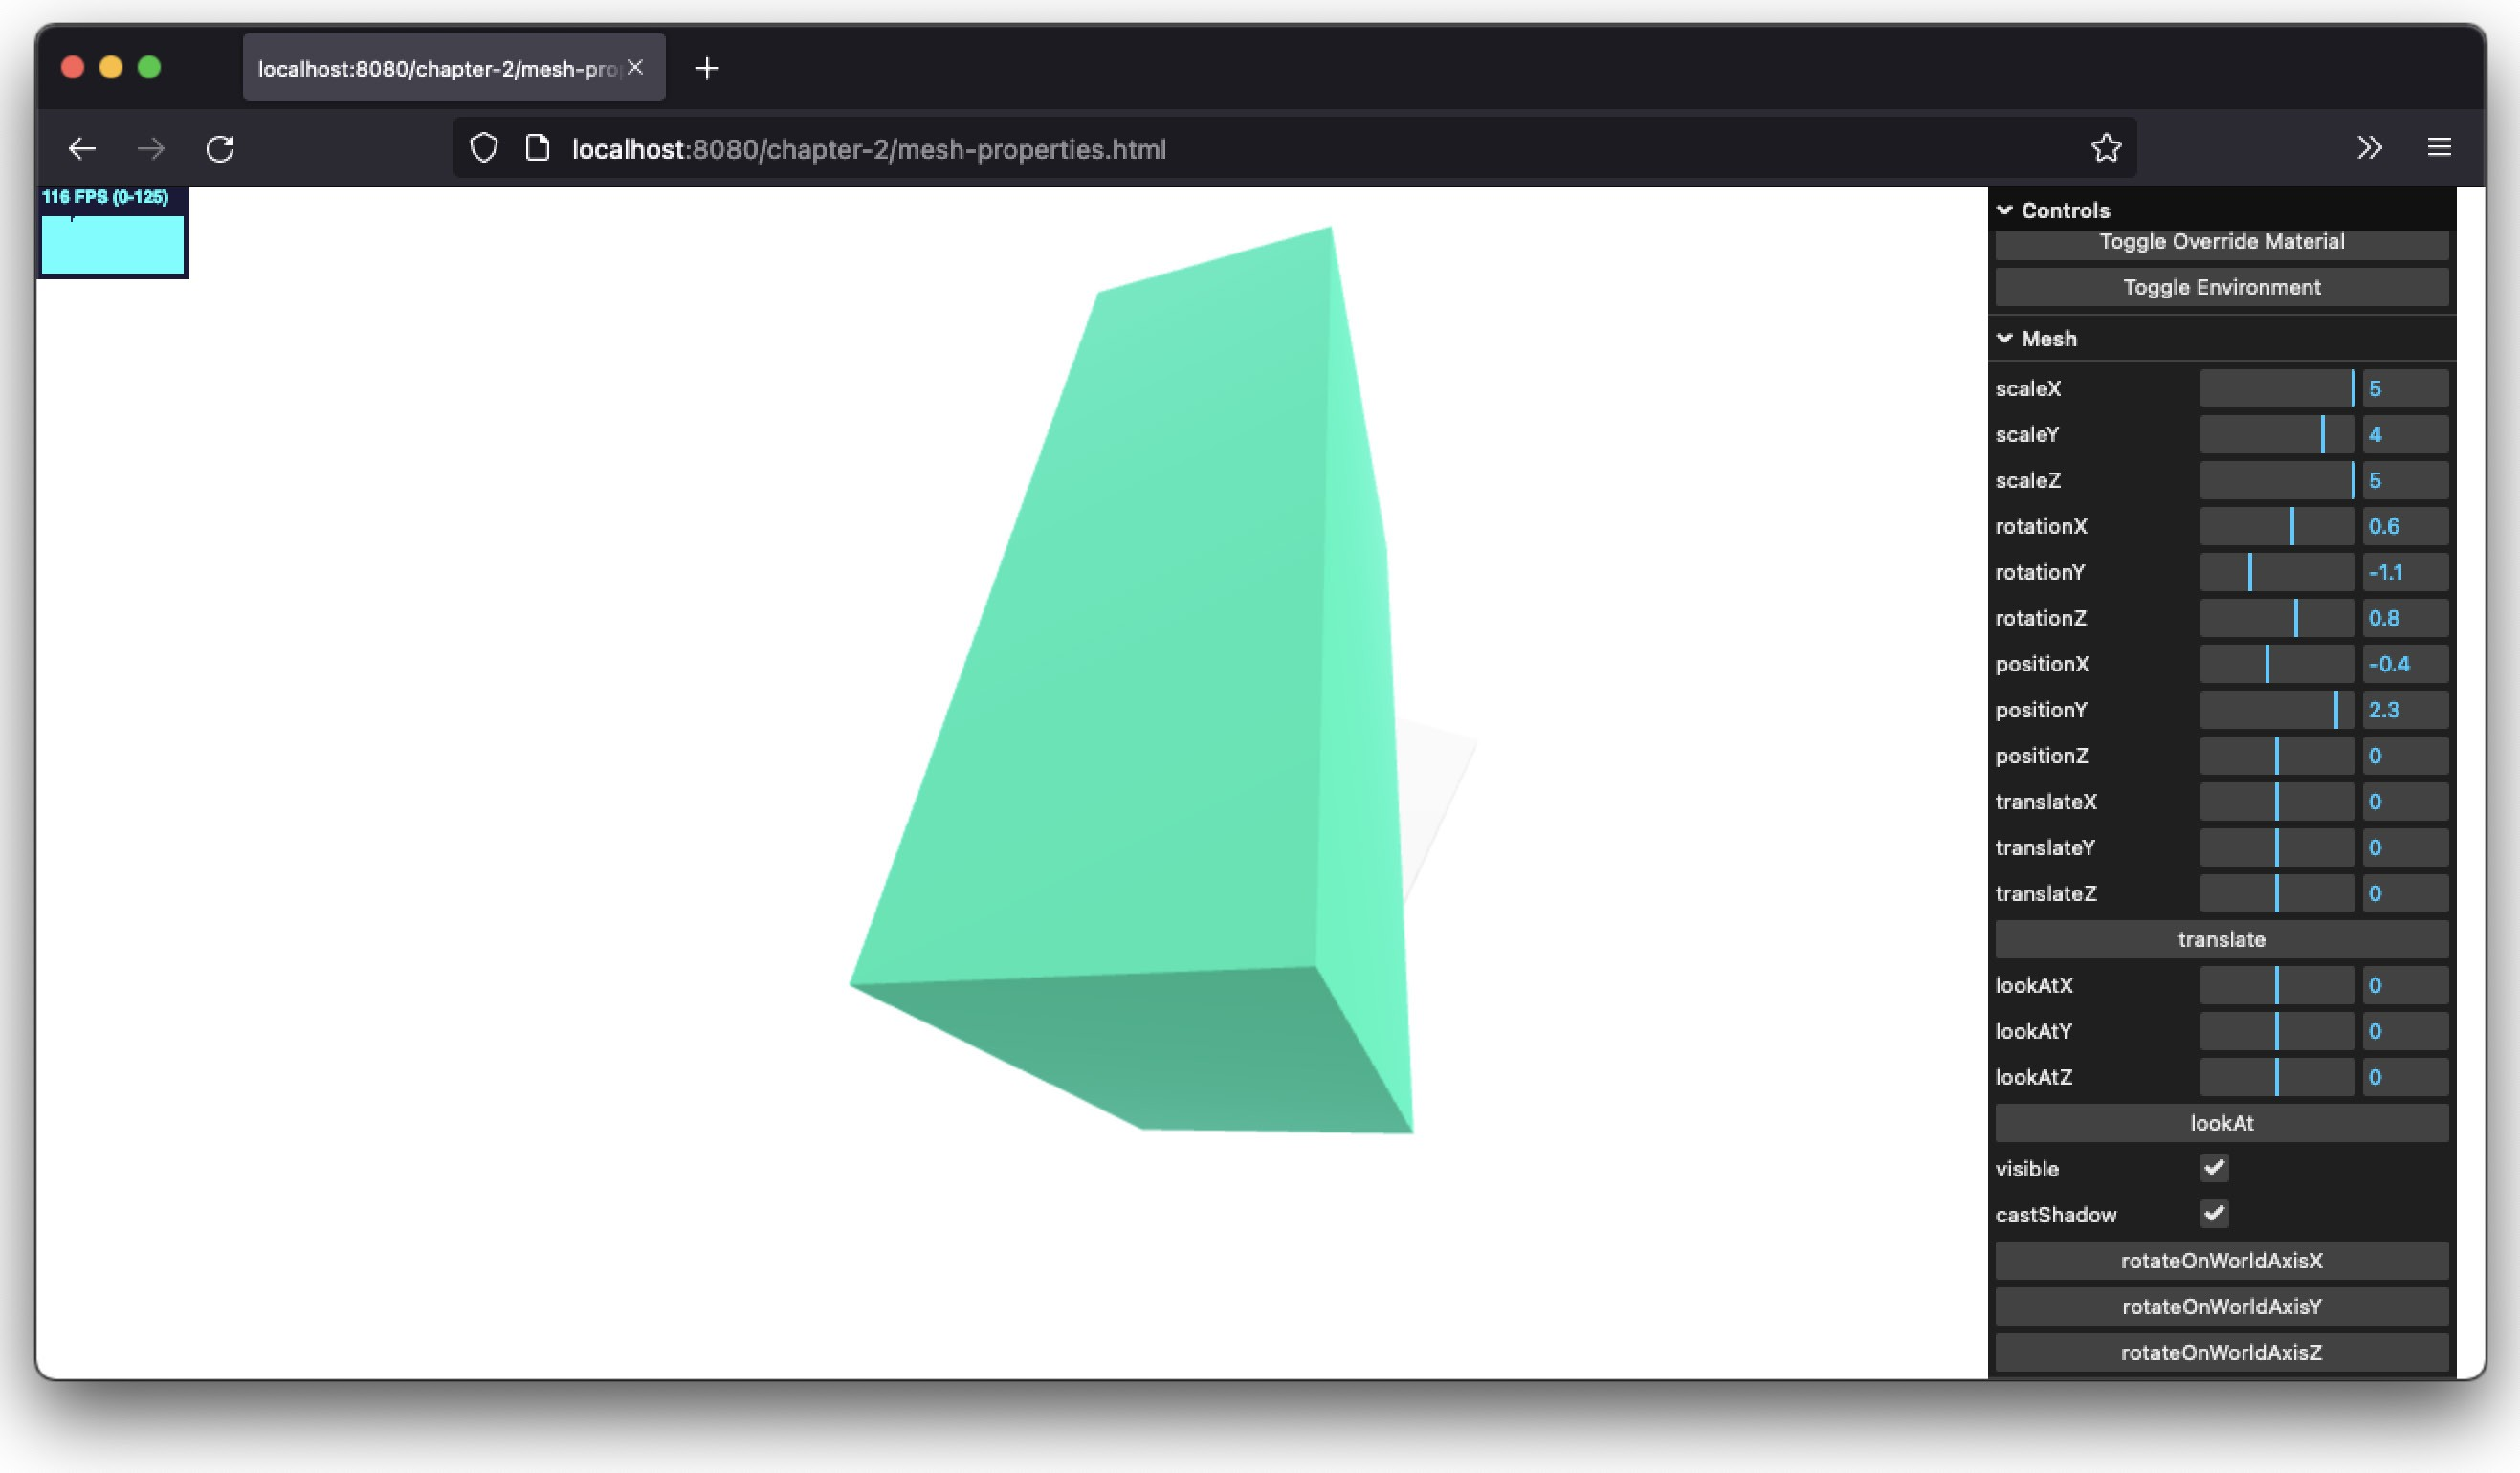 localhost:8080/chapter-2/mesh-pro
localhost:8080/chapter-2/mesh-properties.html
116 FPS (0-125)
Controls
Toggle Override Material
Toggle Environment
Mesh
scaleX 5
scaleY 4
scaleZ 5
rotationX 0.6
rotationY -1.1
rotationZ 0.8
positionX -0.4
positionY 2.3
positionZ 0
translateX 0
translateY 0
translateZ 0
translate
lookAtX 0
lookAtY 0
lookAtZ 0
lookAt
visible
castShadow
rotateOnWorldAxisX
rotateOnWorldAxisY
rotateOnWorldAxisZ